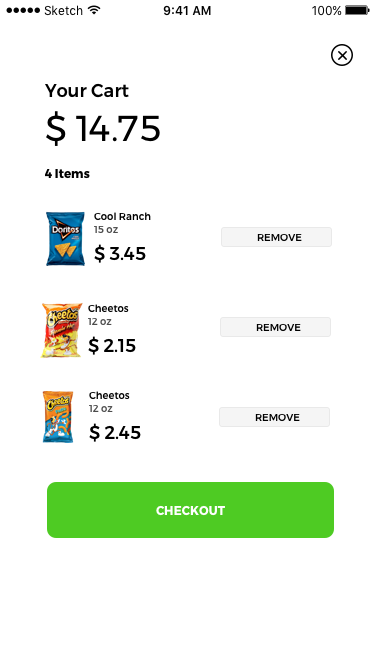 Sketch 9:41 AM 100%
Your Cart
$ 14.75
4 Items
Doritos
Cool Ranch
15 oz
$ 3.45
REMOVE
Cheetos
Cheetos
12 oz
$ 2.15
REMOVE
Cheetos
Cheetos
12 oz
$ 2.45
REMOVE
CHECKOUT